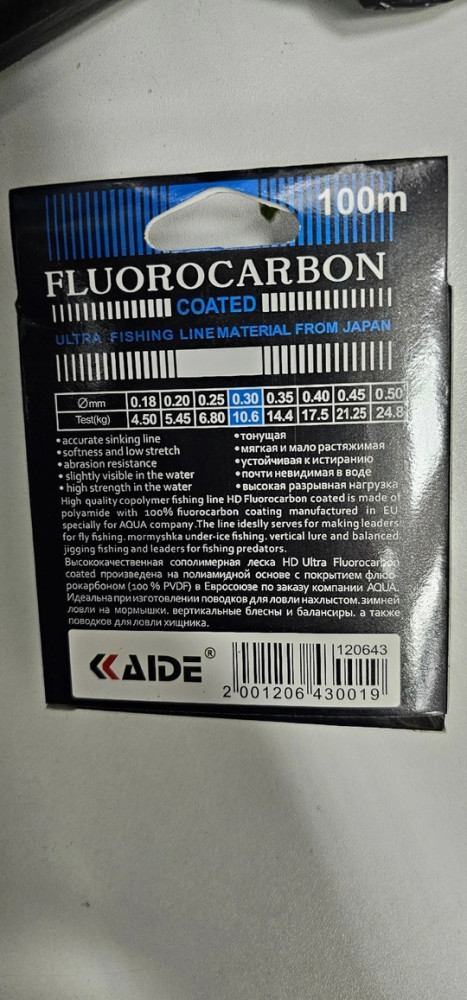 100m
FLUOROCARBON
COATED
ULTRA FISHING LINE MATERIAL FROM JAPAN
Ømm 0.18 0.20 0.25 0.30 0.35 0.40 0.45 0.50
Test(kg) 4.50 5.45 6.80 10.6 14.4 17.5 21.25 24.8
• accurate sinking line
• softness and low stretch
• abrasion resistance
• slightly visible in the water
• high strength in the water
• тонущая
• мягкая и мало растяжимая
• устойчивая к истиранию
• почти невидимая в воде
• высокая разрывная нагрузка
High quality copolymer fishing line HD Fluorocarbon coated is made of
polyamide with 100% fluorocarbon coating manufactured in EU
specially for AQUA company.The line ideslly serves for making leaders
for fly fishing. mormyshka under-ice fishing. vertical lure and balanced
jigging fishing and leaders for fishing predators.
Высококачественная сополимерная леска HD Ultra Fluorocarbon
coated произведена на полиамидной основе с покрытием флюо-
рокарбоном (100 % PVDF) в Евросоюзе по заказу компании AQUA.
Идеальна при изготовлении поводков для ловли нахлыстом. зимней
ловли на мормышки. вертикальные блесны и балансиры. а также
поводков для ловли хищника.
KAIDE®
120643
2 001206 430019